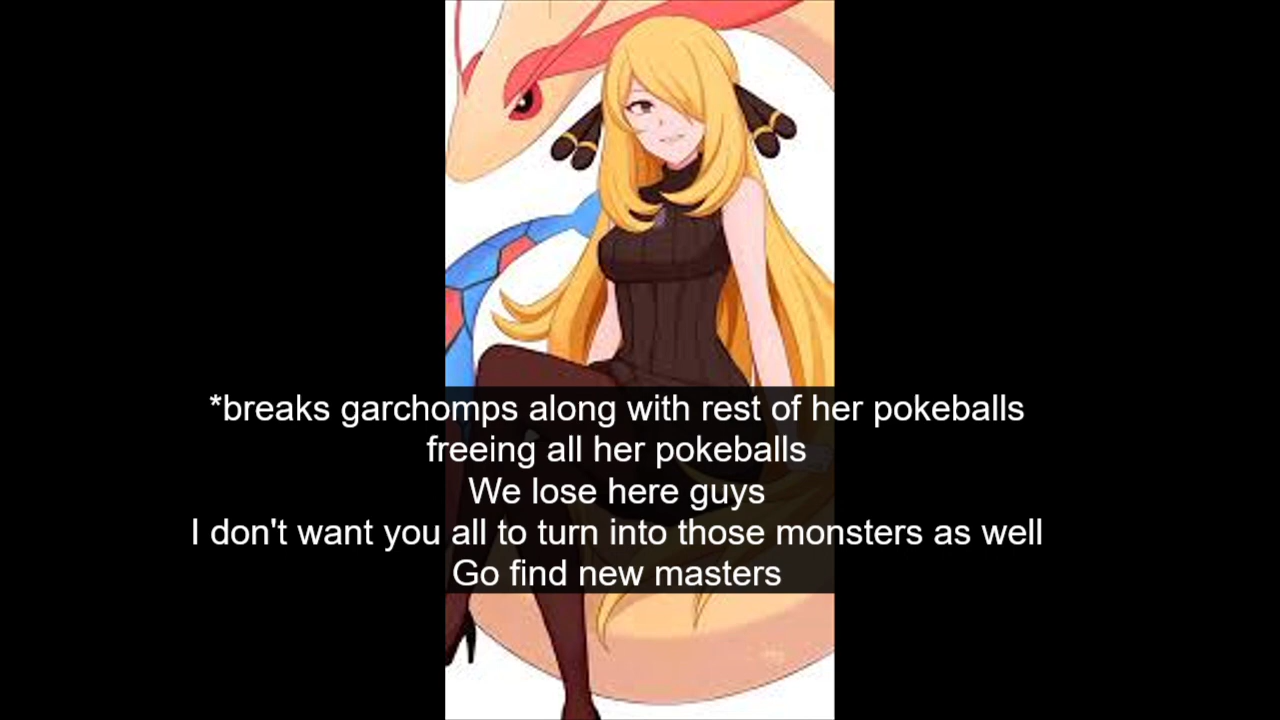 *breaks garchomps along with rest of her pokeballs
freeing all her pokeballs
We lose here guys
I don't want you all to turn into those monsters as well
Go find new masters